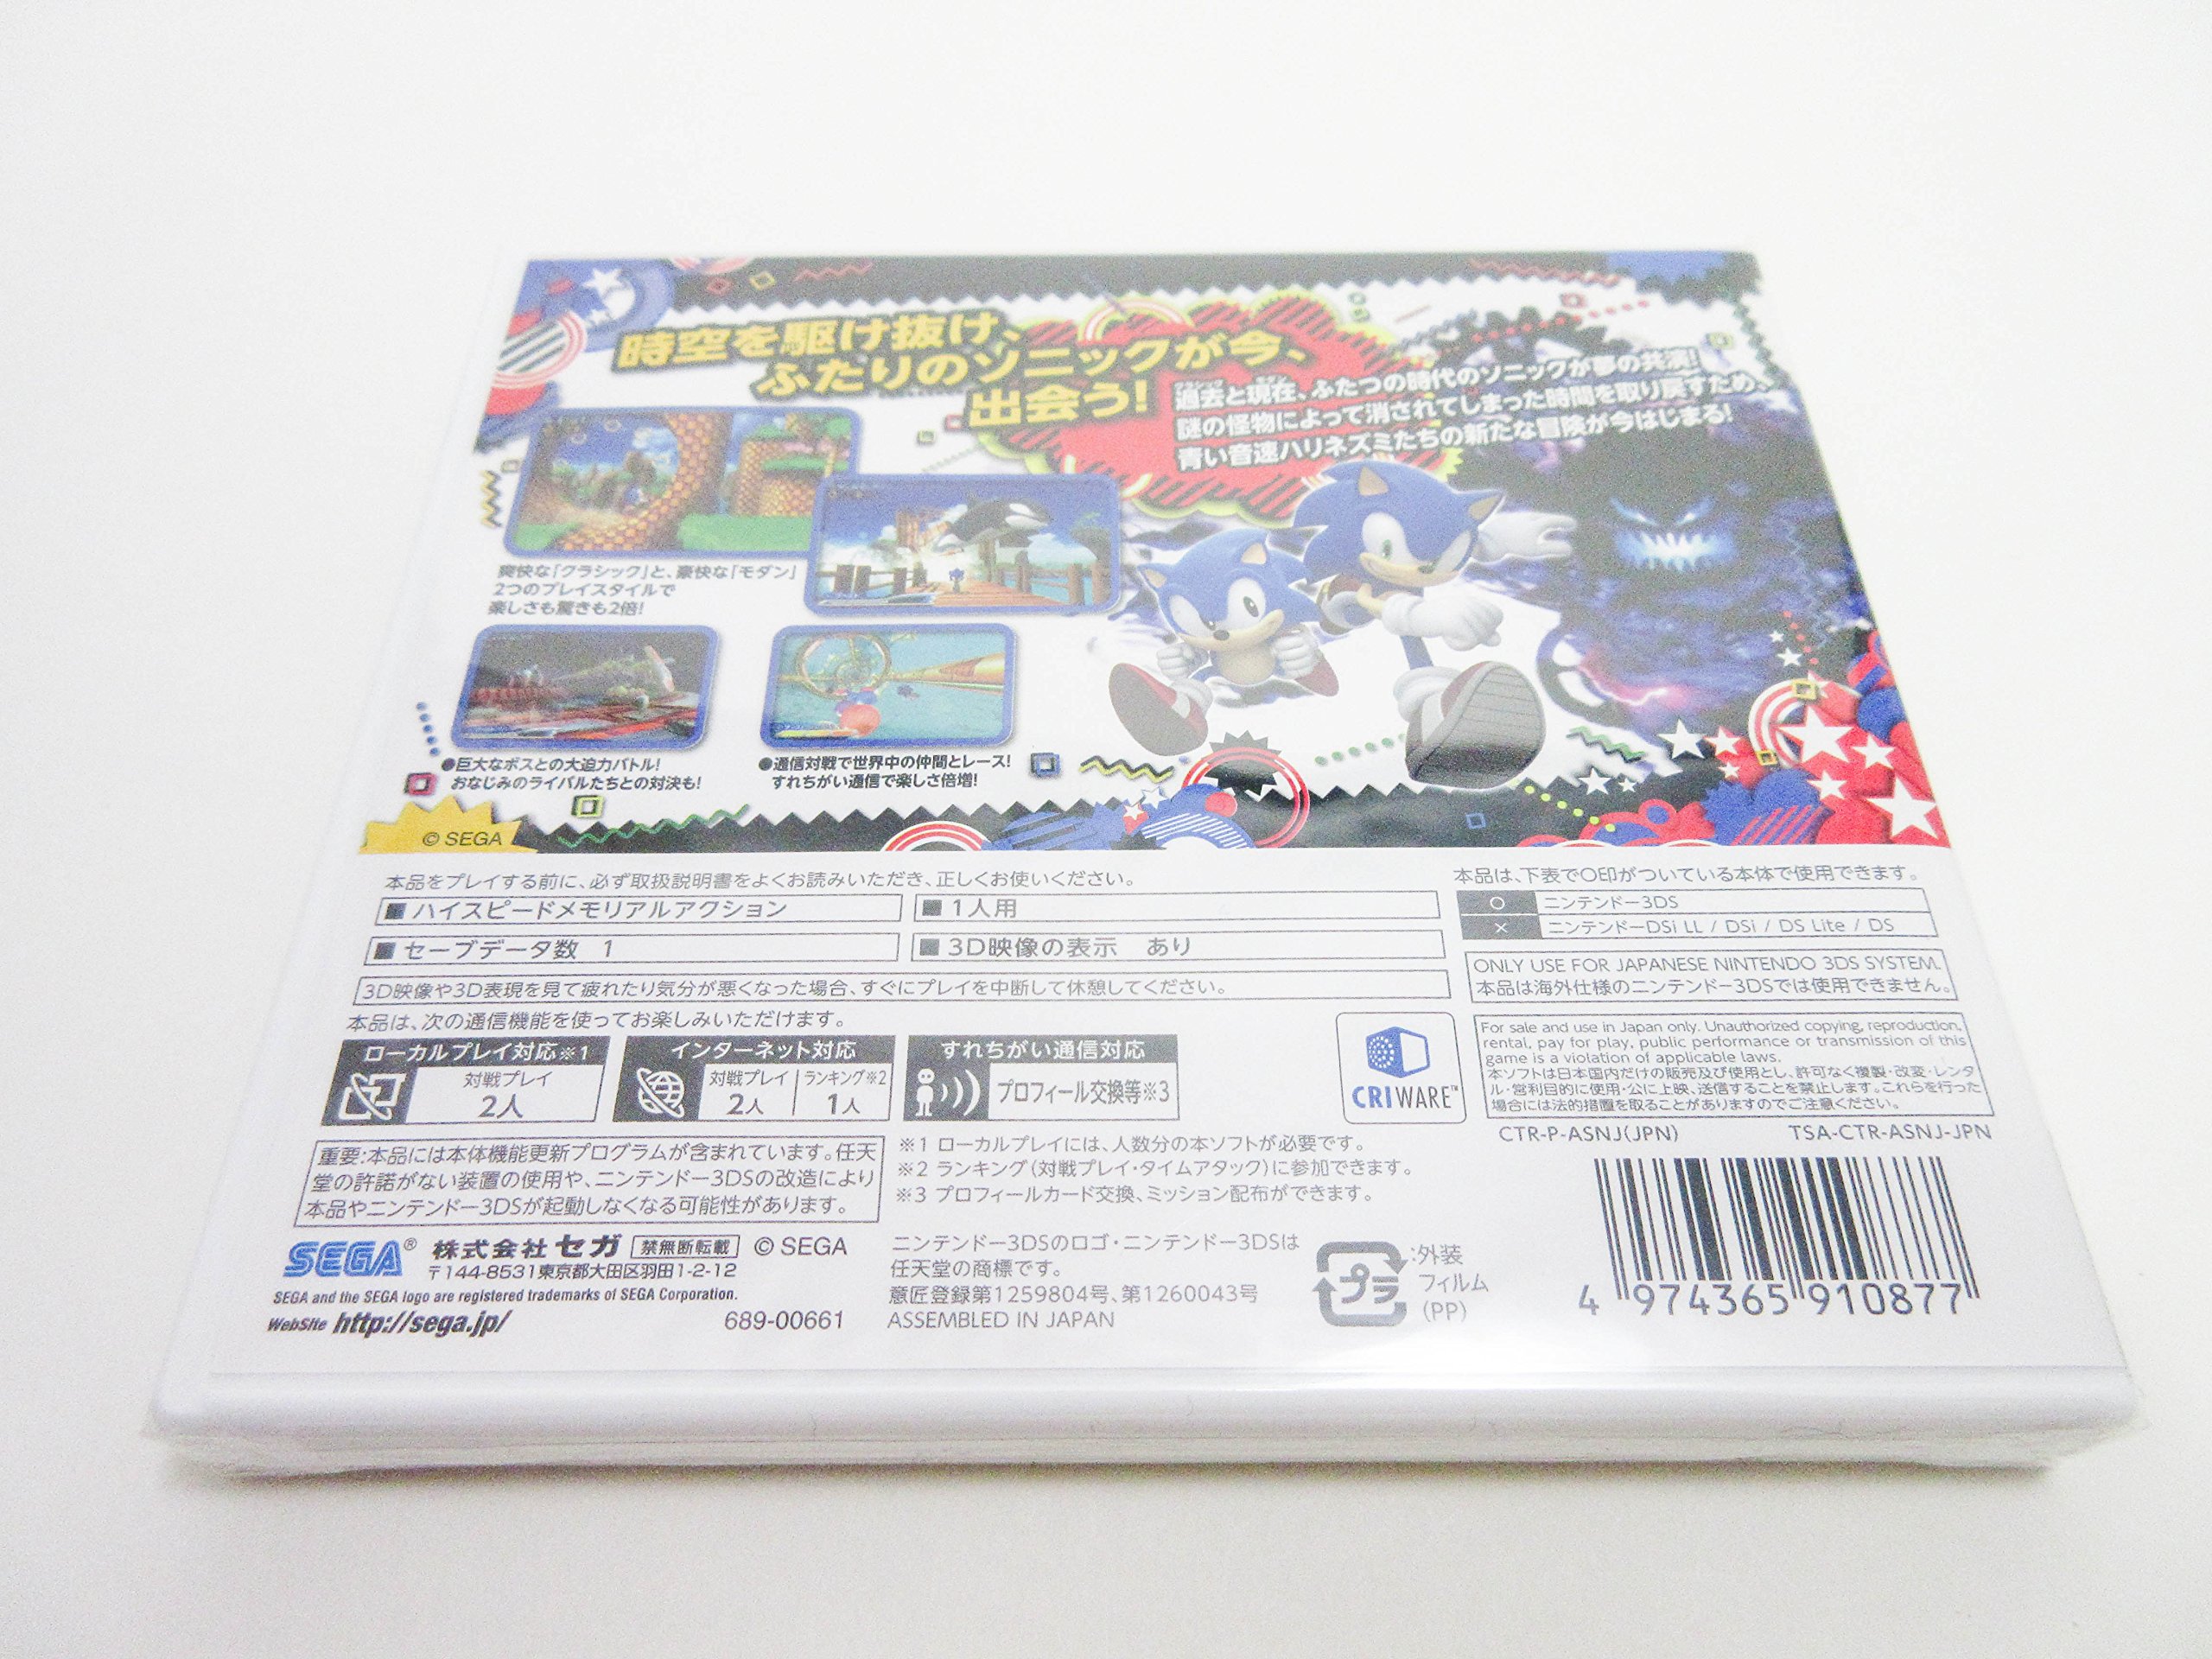 時空を駆け抜け、
ふたりのソニックが今、
出会う!
過去と現在、ふたつの時代のソニックが夢の共演!
謎の怪物によって消されてしまった時間を取り戻すため、
青い音速ハリネズミたちの新たな冒険が今はじまる!
爽快な「クラシック」と、豪快な「モダン」
2つのプレイスタイルで
楽しさも驚きも2倍!
●巨大なボスとの大迫力バトル!
おなじみのライバルたちとの対決も!
●通信対戦で世界中の仲間とレース!
すれちがい通信で楽しさ倍増!
© SEGA
本品をプレイする前に、必ず取扱説明書をよくお読みいただき、正しくお使いください。
■ ハイスピードメモリアルアクション
■ 1人用
■ セーブデータ数 1
■ 3D映像の表示 あり
3D映像や3D表現を見て疲れたり気分が悪くなった場合、すぐにプレイを中断して休憩してください。
本品は、下表で○印がついている本体で使用できます。
○ ニンテンドー3DS
× ニンテンドーDSi LL / DSi / DS Lite / DS
ONLY USE FOR JAPANESE NINTENDO 3DS SYSTEM.
本品は海外仕様のニンテンドー3DSでは使用できません。
本品は、次の通信機能を使ってお楽しみいただけます。
ローカルプレイ対応※1
対戦プレイ
2人
インターネット対応
対戦プレイ
2人
ランキング※2
1人
すれちがい通信対応
プロフィール交換等※3
CRIWARE™
For sale and use in Japan only. Unauthorized copying, reproduction,
rental, pay for play, public performance or transmission of this
game is a violation of applicable laws.
本ソフトは日本国内だけの販売及び使用とし、許可なく複製・改変・レンタ
ル・営利目的に使用・公に上映、送信することを禁止します。これらを行った
場合には法的措置を取ることがありますのでご注意ください。
CTR-P-ASNJ(JPN)
TSA-CTR-ASNJ-JPN
重要:本品には本体機能更新プログラムが含まれています。任天
堂の許諾がない装置の使用や、ニンテンドー3DSの改造により
本品やニンテンドー3DSが起動しなくなる可能性があります。
※1 ローカルプレイには、人数分の本ソフトが必要です。
※2 ランキング(対戦プレイ・タイムアタック)に参加できます。
※3 プロフィールカード交換、ミッション配布ができます。
SEGA® 株式会社 セガ 禁無断転載 © SEGA
〒144-8531東京都大田区羽田1-2-12
SEGA and the SEGA logo are registered trademarks of SEGA Corporation.
WebSite http://sega.jp/
689-00661
ニンテンドー3DSのロゴ・ニンテンドー3DSは
任天堂の商標です。
意匠登録第1259804号、第1260043号
ASSEMBLED IN JAPAN
プラ
:外装
フィルム
(PP)
4 974365 910877